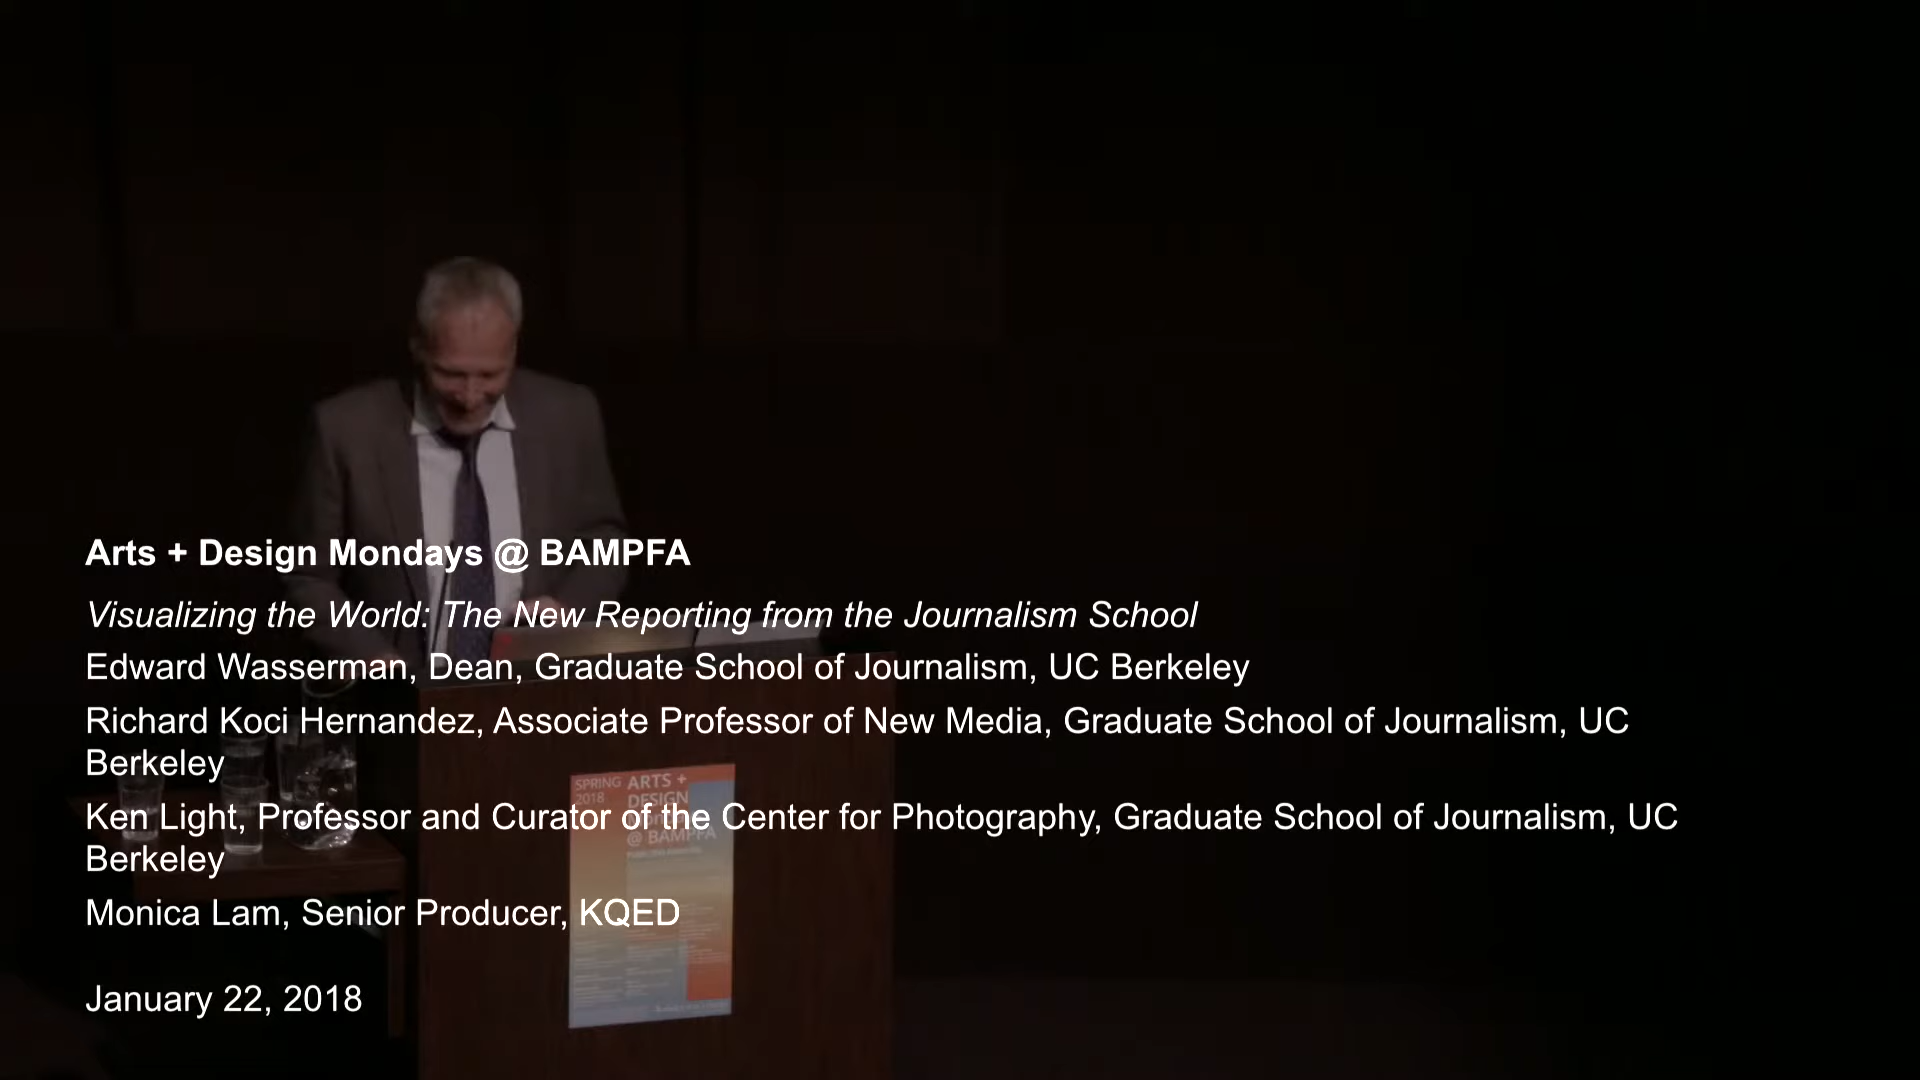 Arts + Design Mondays @ BAMPFA
Visualizing the World: The New Reporting from the Journalism School
Edward Wasserman, Dean, Graduate School of Journalism, UC Berkeley
Richard Koci Hernandez, Associate Professor of New Media, Graduate School of Journalism, UC
Berkeley
Ken Light, Professor and Curator of the Center for Photography, Graduate School of Journalism, UC
Berkeley
Monica Lam, Senior Producer, KQED
January 22, 2018
SPRING
2018
ARTS +
DESIGN
@ BAMPFA